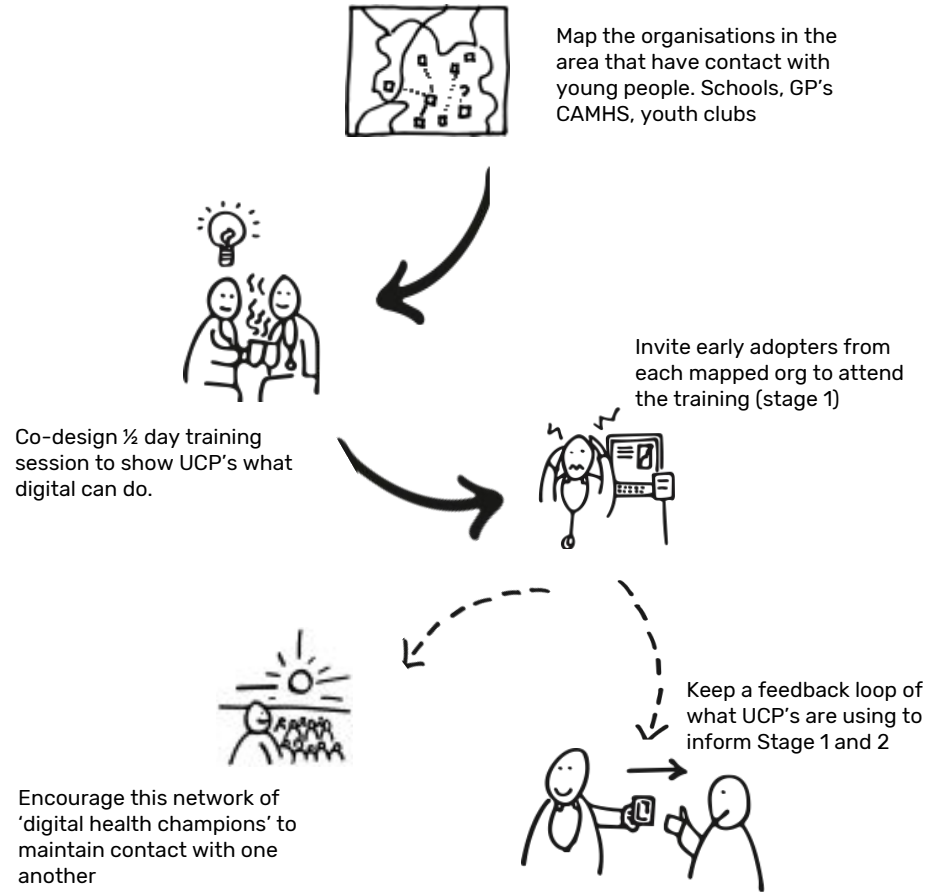 Map the organisations in the
area that have contact with
young people. Schools, GP's
CAMHS, youth clubs
Co-design ½ day training
session to show UCP's what
digital can do.
Invite early adopters from
each mapped org to attend
the training (stage 1)
Encourage this network of
‘digital health champions’ to
maintain contact with one
another
Keep a feedback loop of
what UCP's are using to
inform Stage 1 and 2